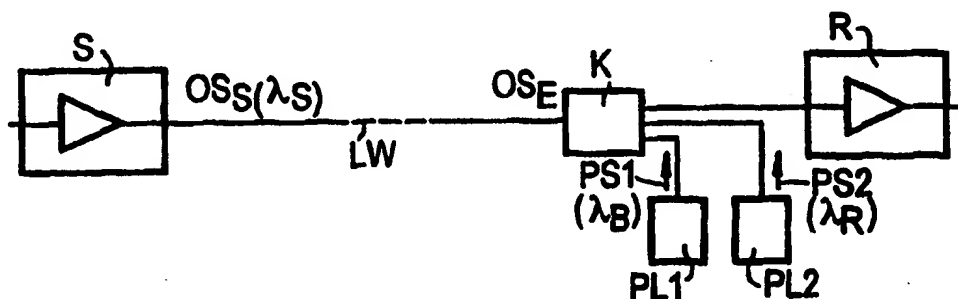 S
OSS(λS)
LW
OSE
K
R
PS1
(λB)
PS2
(λR)
PL1
PL2